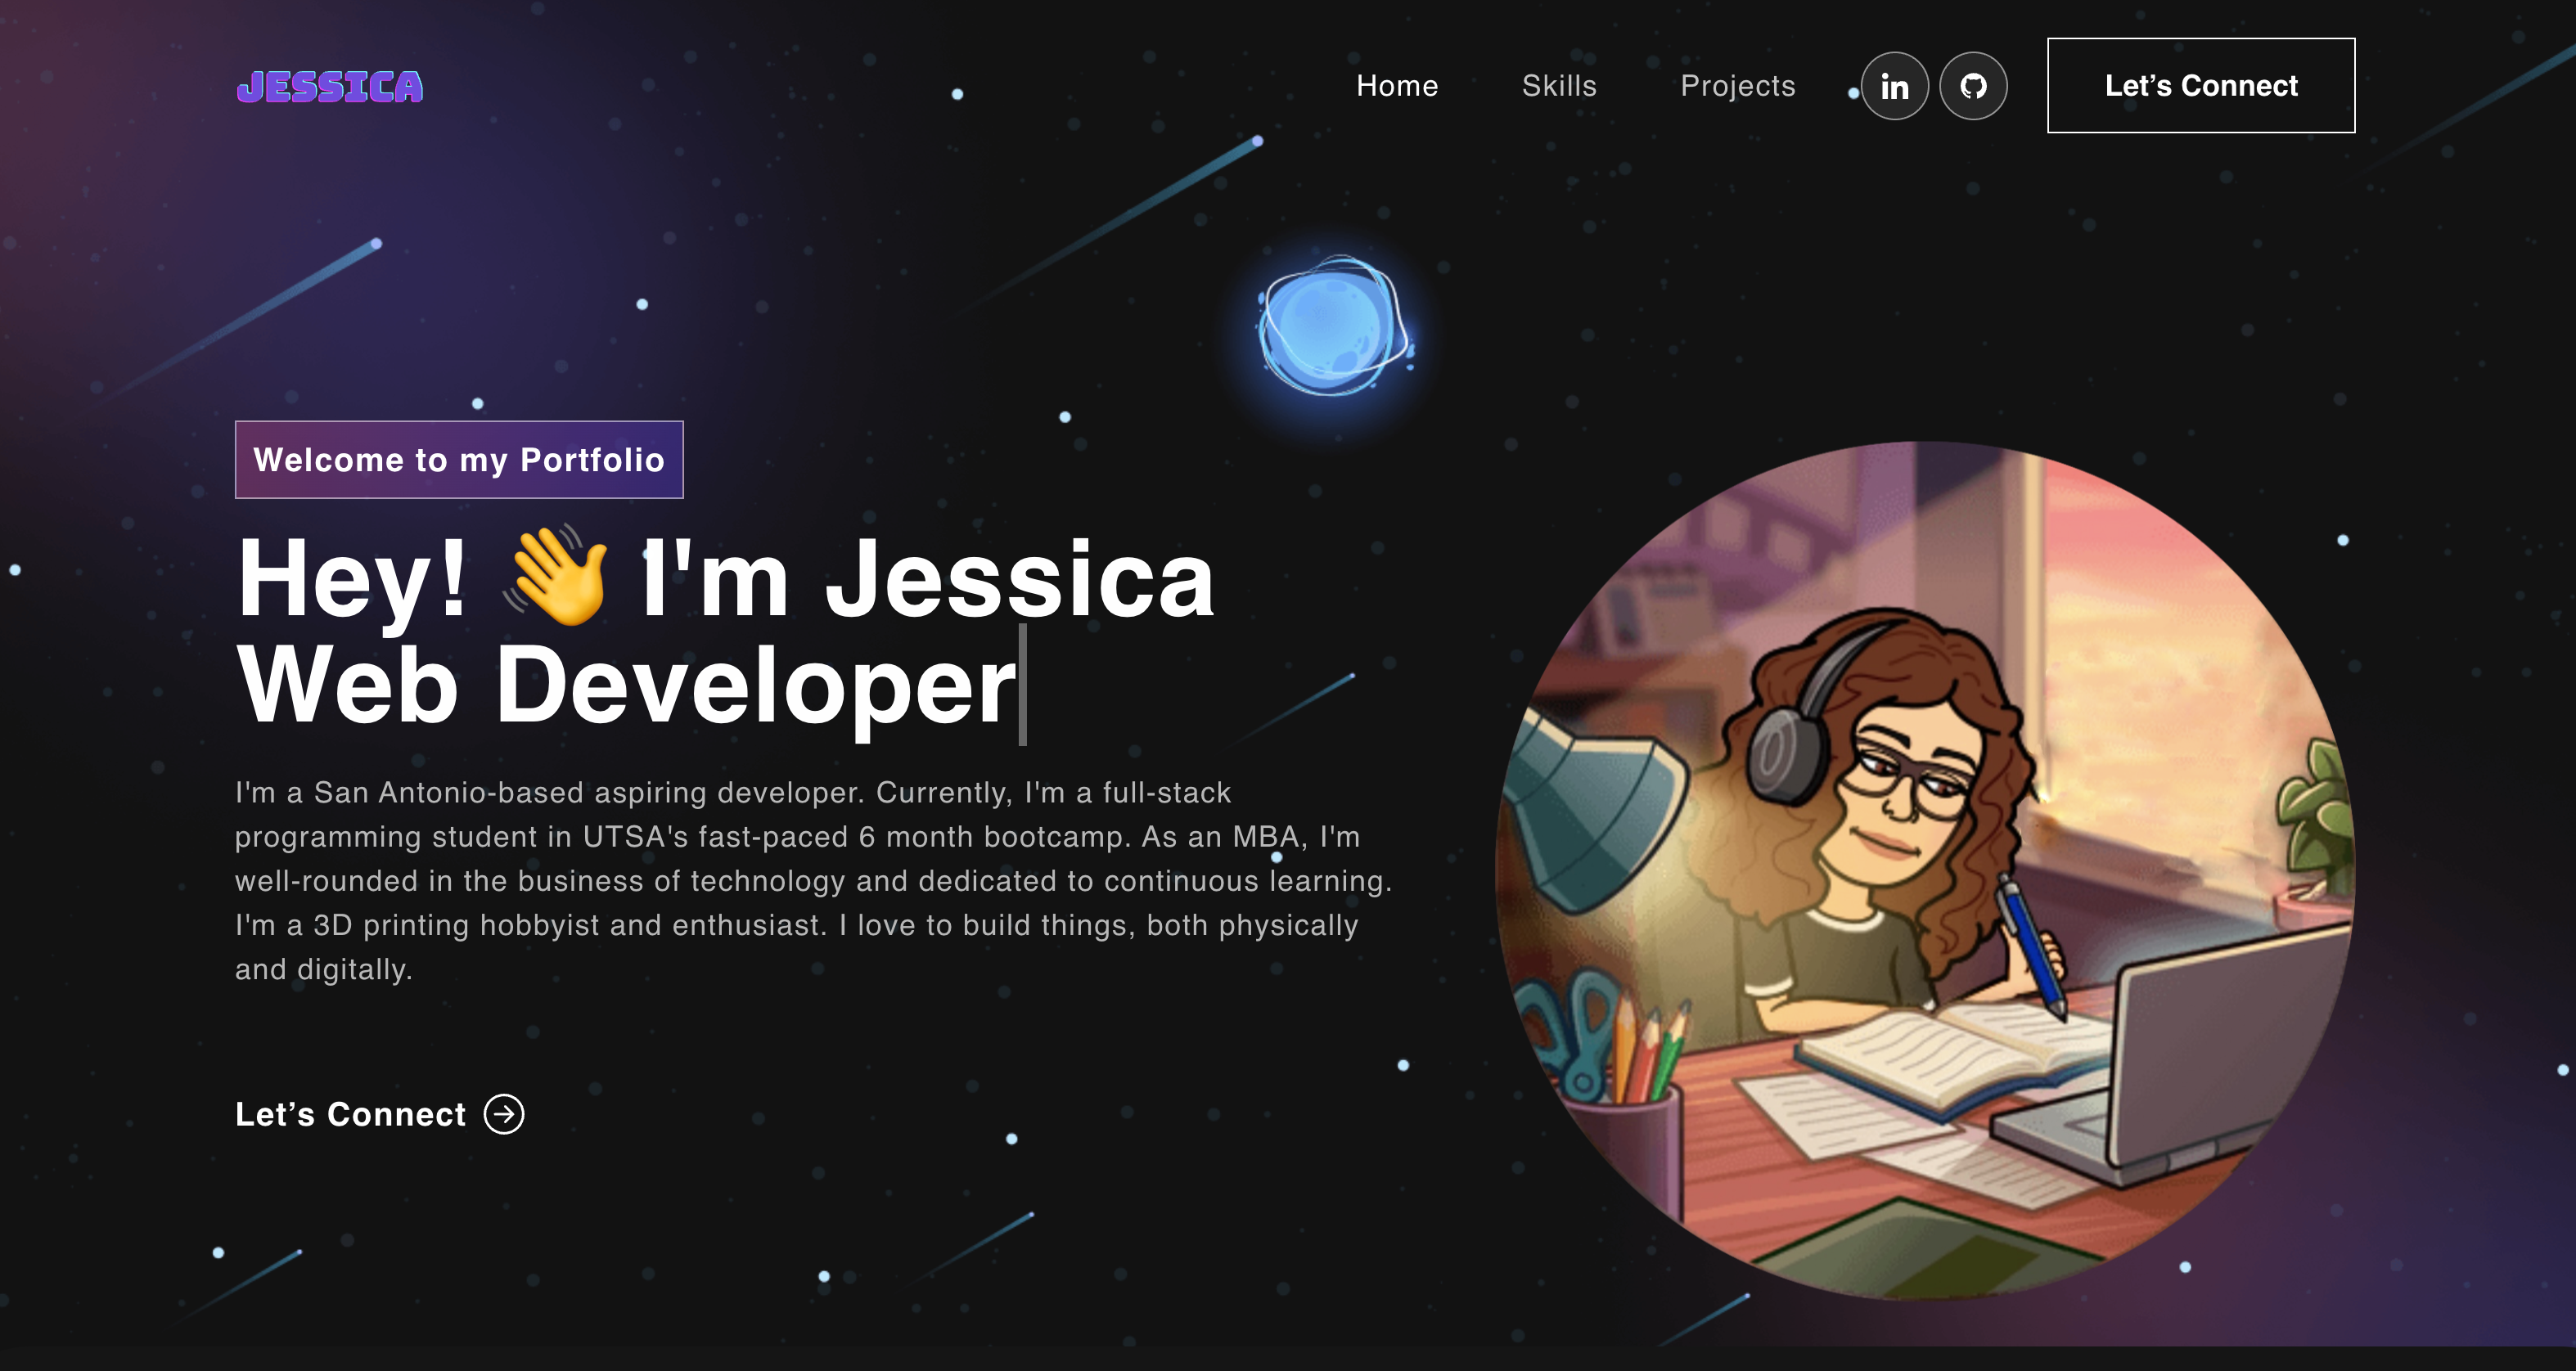 JESSICA
Home
Skills
Projects
in
Let’s Connect
Welcome to my Portfolio
Hey! 👋 I'm Jessica
Web Developer
I'm a San Antonio-based aspiring developer. Currently, I'm a full-stack
programming student in UTSA's fast-paced 6 month bootcamp. As an MBA, I'm
well-rounded in the business of technology and dedicated to continuous learning.
I'm a 3D printing hobbyist and enthusiast. I love to build things, both physically
and digitally.
Let’s Connect